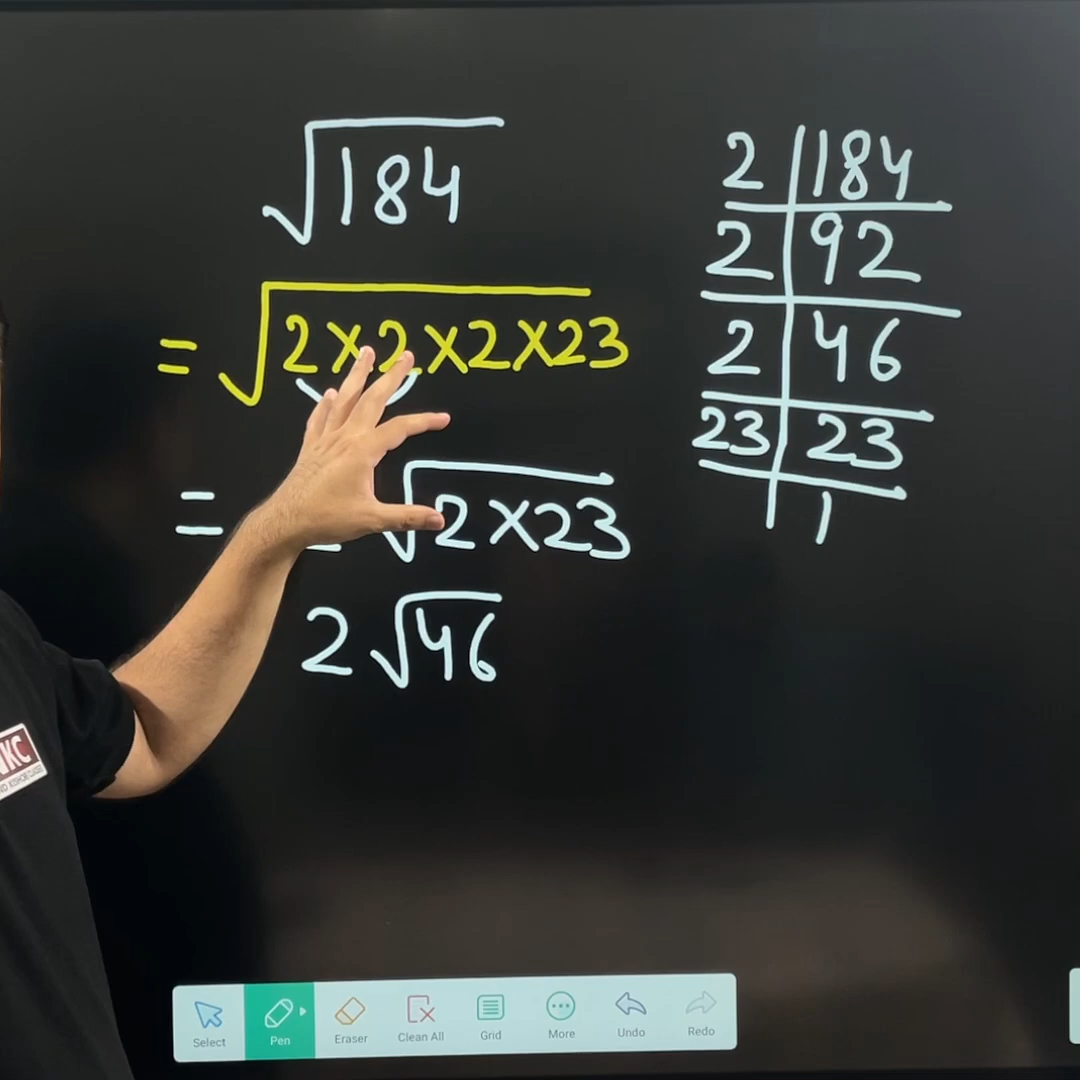 √184
= √2×2×2×23
= √2×23
2√46
2 | 184
2 | 92
2 | 46
23 | 23
1
KC
Select Pen Eraser Clean All Grid More Undo Redo